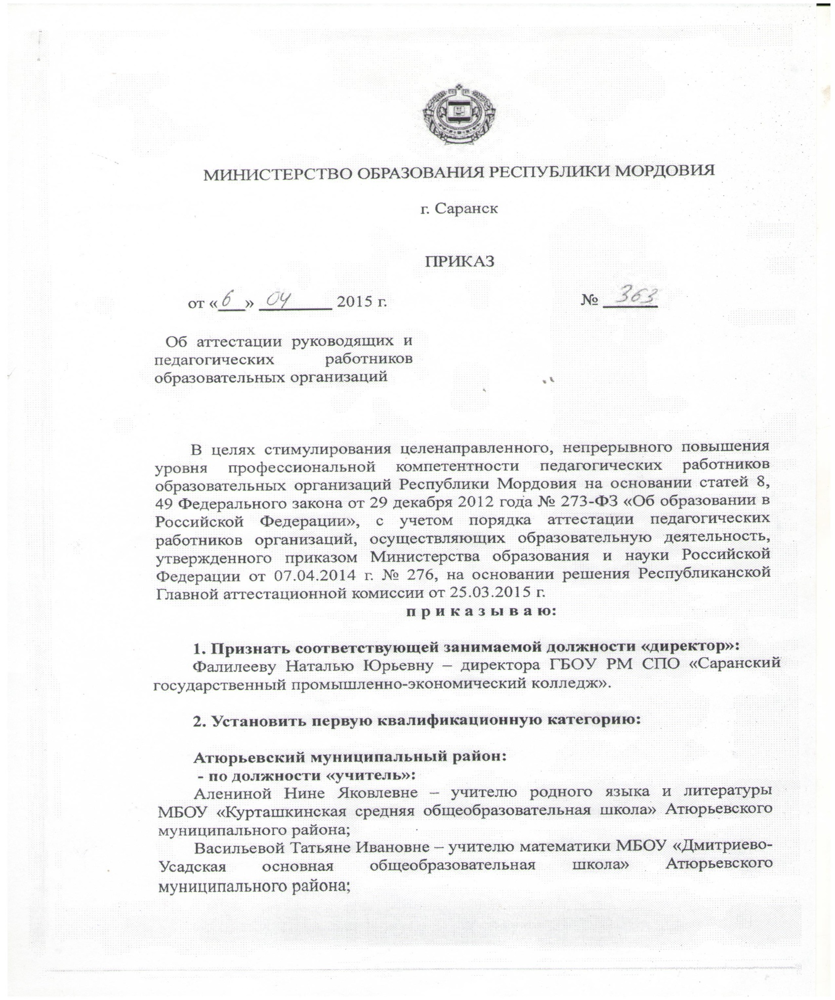 МИНИСТЕРСТВО ОБРАЗОВАНИЯ РЕСПУБЛИКИ МОРДОВИЯ
г. Саранск
ПРИКАЗ
от «6» 04 2015 г. № 363
Об аттестации руководящих и
педагогических работников
образовательных организаций
В целях стимулирования целенаправленного, непрерывного повышения
уровня профессиональной компетентности педагогических работников
образовательных организаций Республики Мордовия на основании статей 8,
49 Федерального закона от 29 декабря 2012 года № 273-ФЗ «Об образовании в
Российской Федерации», с учетом порядка аттестации педагогических
работников организаций, осуществляющих образовательную деятельность,
утвержденного приказом Министерства образования и науки Российской
Федерации от 07.04.2014 г. № 276, на основании решения Республиканской
Главной аттестационной комиссии от 25.03.2015 г.
п р и к а з ы в а ю:
1. Признать соответствующей занимаемой должности «директор»:
Фалилееву Наталью Юрьевну – директора ГБОУ РМ СПО «Саранский
государственный промышленно-экономический колледж».
2. Установить первую квалификационную категорию:
Атюрьевский муниципальный район:
- по должности «учитель»:
Алениной Нине Яковлевне – учителю родного языка и литературы
МБОУ «Курташкинская средняя общеобразовательная школа» Атюрьевского
муниципального района;
Васильевой Татьяне Ивановне – учителю математики МБОУ «Дмитриево-
Усадская основная общеобразовательная школа» Атюрьевского
муниципального района;